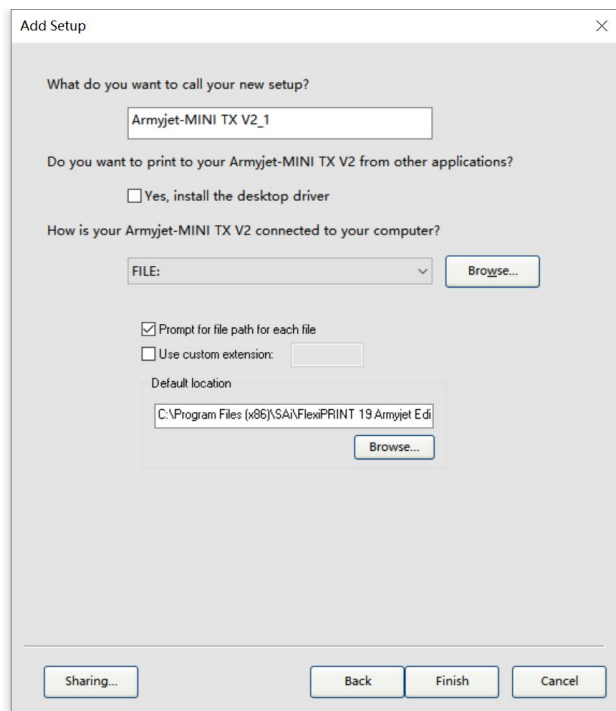 Add Setup
What do you want to call your new setup?
Armyjet-MINI TX V2_1
Do you want to print to your Armyjet-MINI TX V2 from other applications?
Yes, install the desktop driver
How is your Armyjet-MINI TX V2 connected to your computer?
FILE:
Browse...
Prompt for file path for each file
Use custom extension:
Default location
C:\Program Files (x86)\SAi\FlexiPRINT 19 Armyjet Edi
Browse...
Sharing...
Back
Finish
Cancel